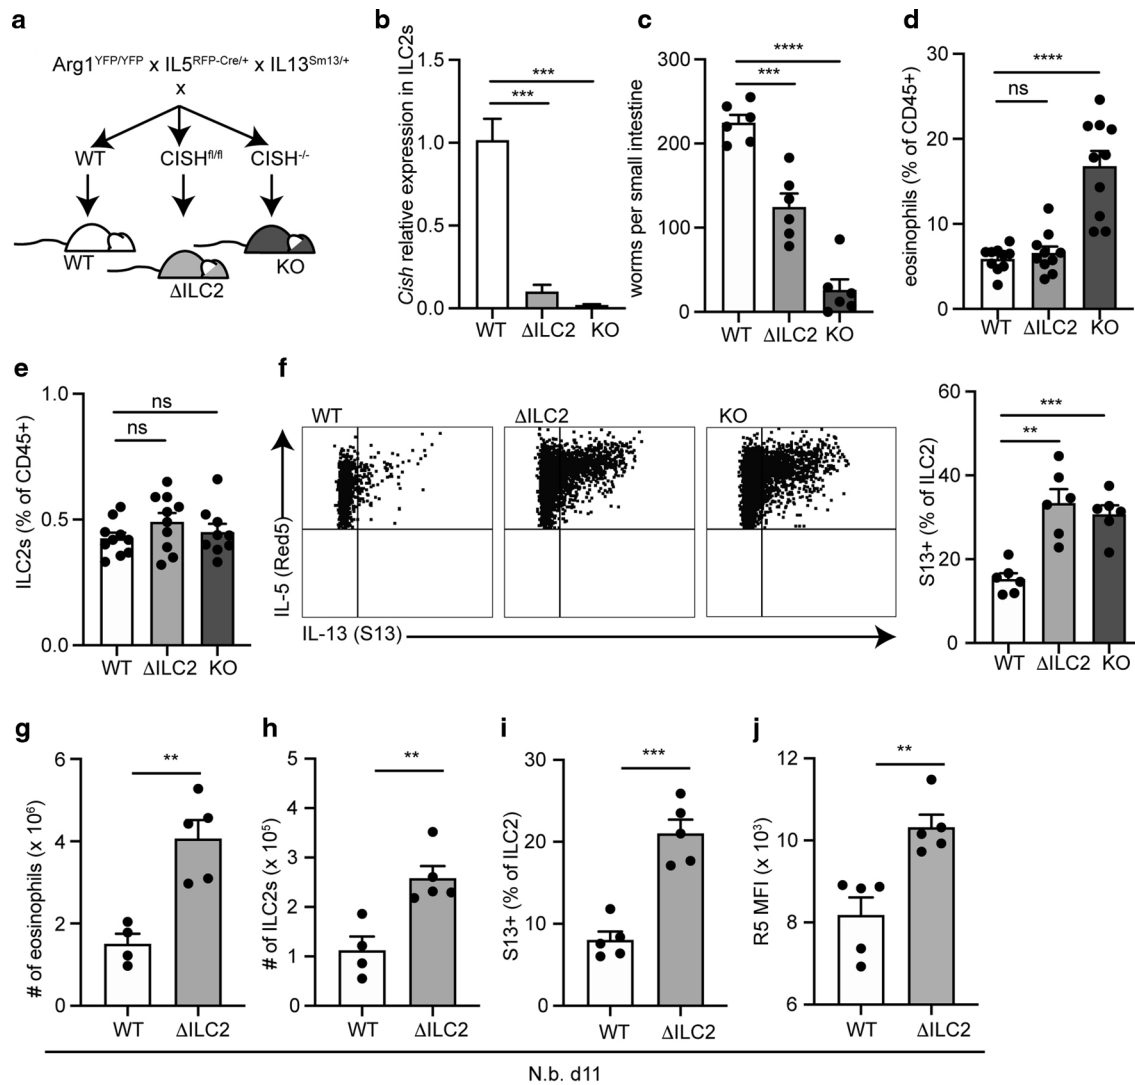 a
Arg1YFP/YFP x IL5RFP-Cre/+ x IL13Sm13/+
x
WT
CISHfl/fl
CISH-/-
WT
ΔILC2
KO
b
Cish relative expression in ILC2s
1.5
1.0
0.5
0.0
***
***
WT
ΔILC2
KO
c
worms per small intestine
300
200
100
0
****
***
WT
ΔILC2
KO
d
eosinophils (% of CD45+)
30
20
10
0
****
ns
WT
ΔILC2
KO
e
ILC2s (% of CD45+)
1.0
0.5
0.0
ns
ns
WT
ΔILC2
KO
f
WT
ΔILC2
KO
IL-5 (Red5)
IL-13 (S13)
S13+ (% of ILC2)
60
40
20
0
***
**
WT
ΔILC2
KO
g
# of eosinophils (x 10⁶)
6
4
2
0
**
WT
ΔILC2
h
# of ILC2s (x 10⁵)
5
4
3
2
1
0
**
WT
ΔILC2
i
S13+ (% of ILC2)
30
20
10
0
***
WT
ΔILC2
j
R5 MFI (x 10³)
12
10
8
6
**
WT
ΔILC2
N.b. d11